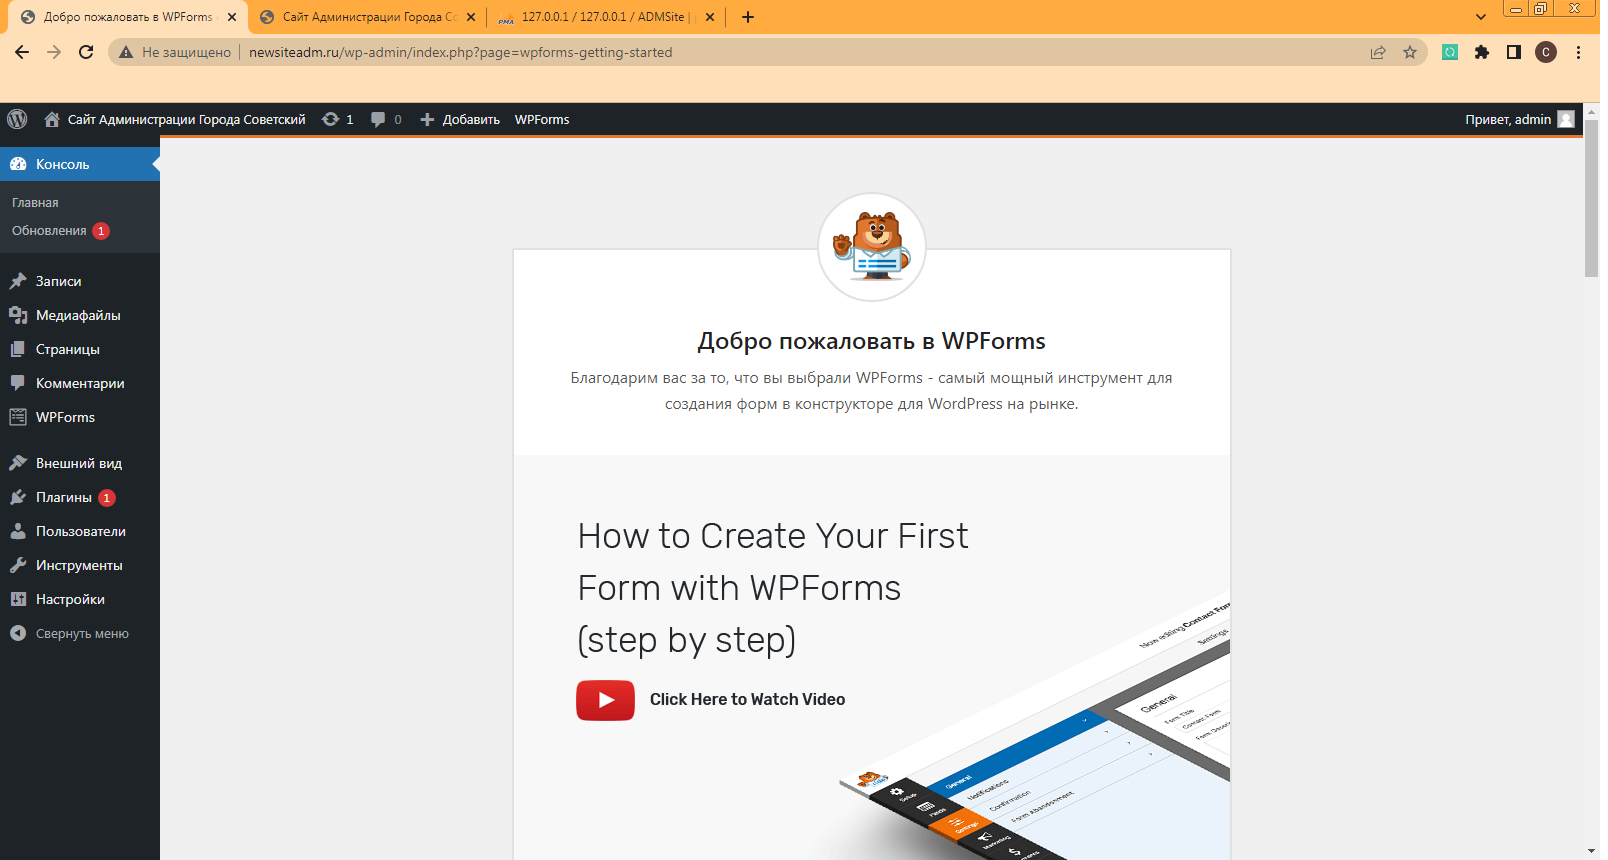 Добро пожаловать в WPForms
Сайт Администрации Города Со
PMA 127.0.0.1 / 127.0.0.1 / ADMSite |
Не защищено newsiteadm.ru/wp-admin/index.php?page=wpforms-getting-started
C
Сайт Администрации Города Советский 1 0 Добавить WPForms Привет, admin
Консоль
Главная
Обновления 1
Записи
Медиафайлы
Страницы
Комментарии
WPForms
Внешний вид
Плагины 1
Пользователи
Инструменты
Настройки
Свернуть меню
Добро пожаловать в WPForms
Благодарим вас за то, что вы выбрали WPForms - самый мощный инструмент для
создания форм в конструкторе для WordPress на рынке.
How to Create Your First
Form with WPForms
(step by step)
Click Here to Watch Video
Now editing Contact For
Settings
General
Form Title
Contact Form
General
Notifications
Confirmation
Form Abandonment
Setup
Fields
Settings
Marketing